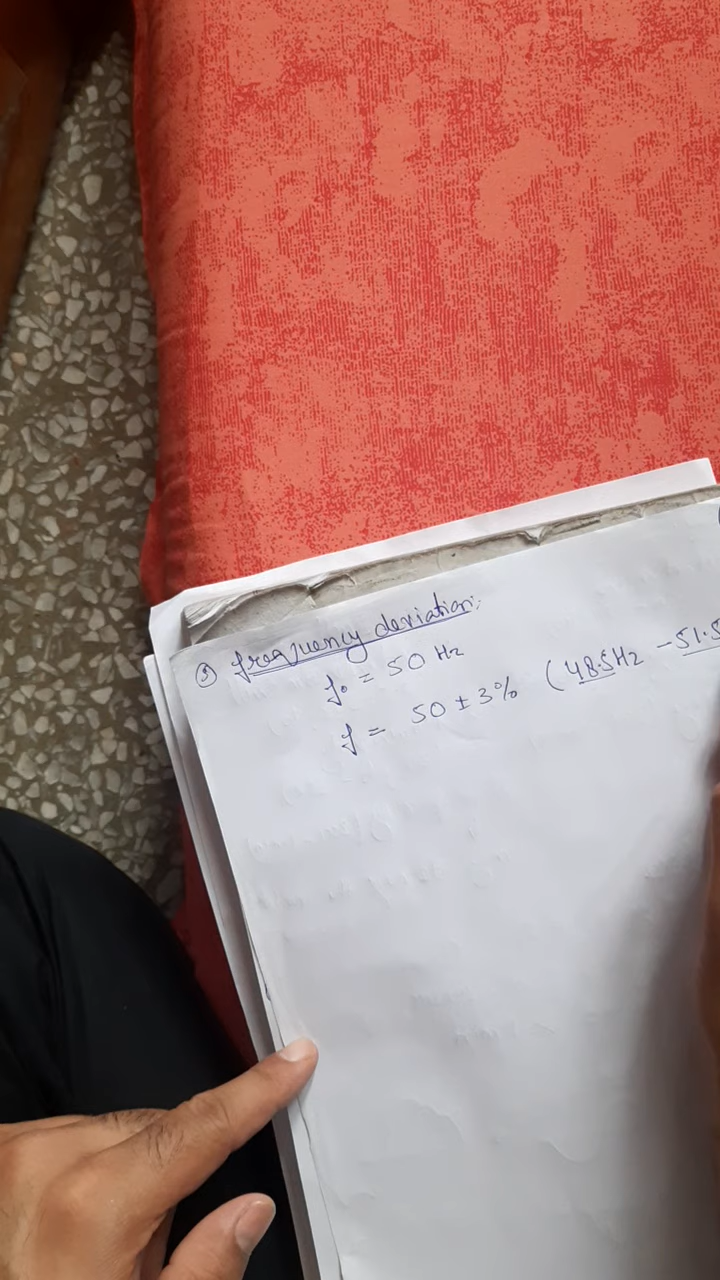 ③ frequency deviation:
f₀ = 50 Hz
f = 50 ± 3% (48.5Hz - 51.5